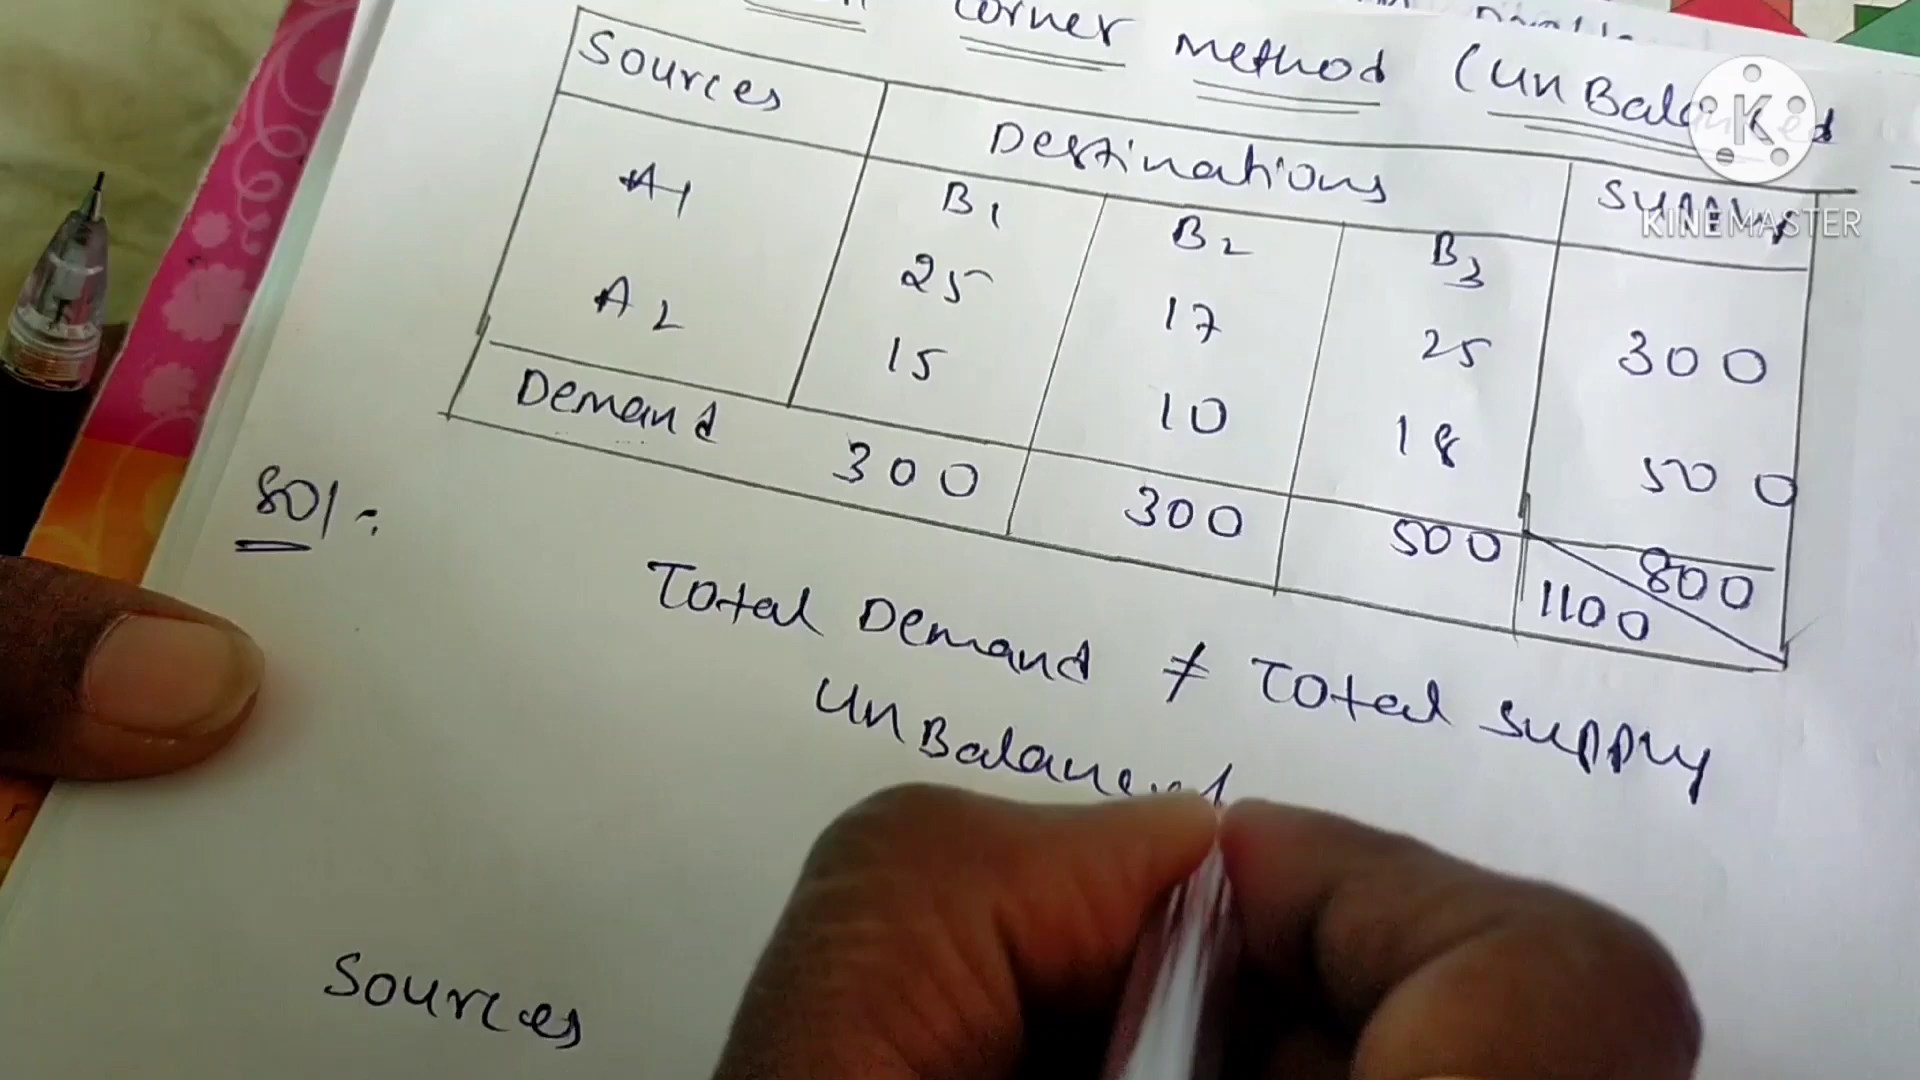 corner method (unBalanced
KINEMASTER
Sources Destinations Supply
B1 B2 B3
A1 25 17 25 300
A2 15 10 18 500
Demand 300 300 500 800
1100
Sol:
Total Demand ≠ Total supply
unBalanced
Sources